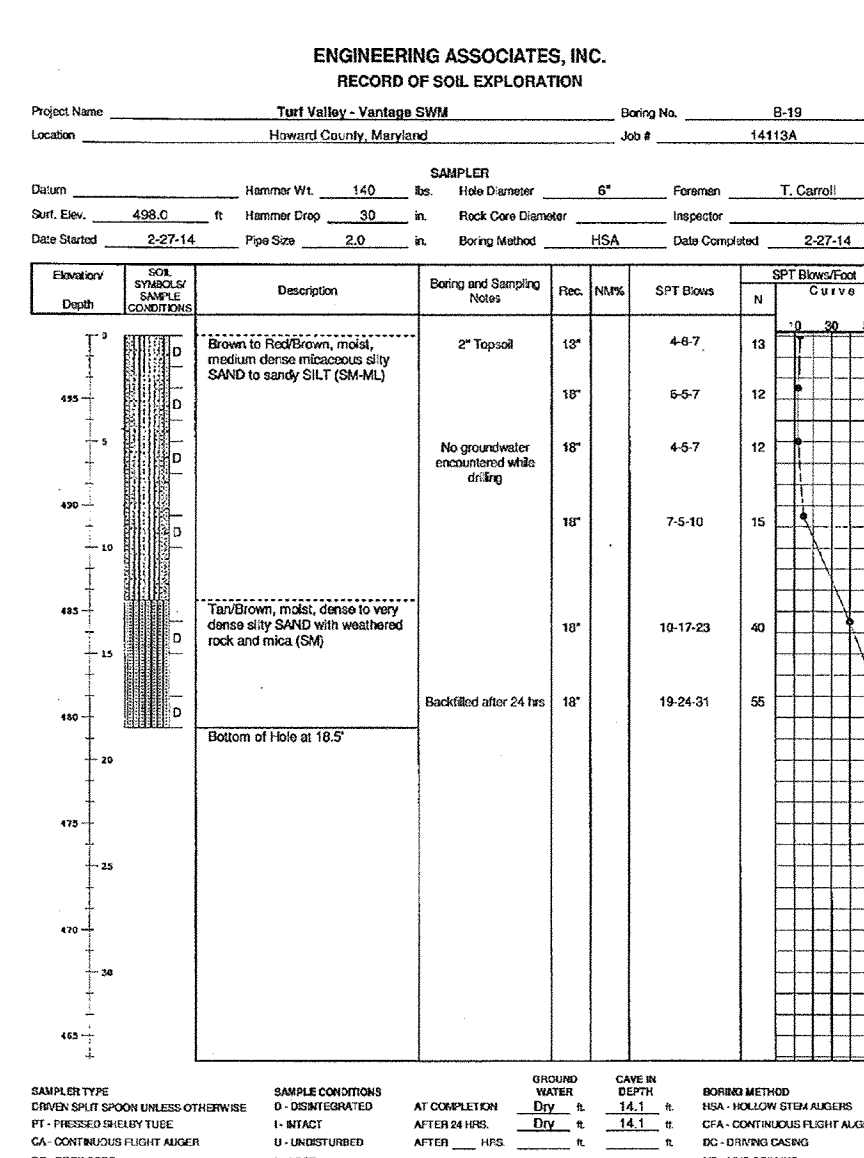 ENGINEERING ASSOCIATES, INC.
RECORD OF SOIL EXPLORATION
Project Name Turf Valley - Vantage SWM Boring No. B-19
Location Howard County, Maryland Job # 14113A
SAMPLER
Datum Hammer Wt. 140 lbs. Hole Diameter 6" Foreman T. Carroll
Surf. Elev. 498.0 ft Hammer Drop 30 in. Rock Core Diameter Inspector
Date Started 2-27-14 Pipe Size 2.0 in. Boring Method HSA Date Completed 2-27-14
Elevation/ Depth
SOIL SYMBOLS/ SAMPLE CONDITIONS
Description
Boring and Sampling Notes
Rec. NM% SPT Blows
SPT Blows/Foot
N Curve
10 30
0 D Brown to Red/Brown, moist, 2" Topsoil 13" 4-6-7 13
medium dense micaceous silty
SAND to sandy SILT (SM-ML)
495 D 18" 6-5-7 12
5 D No groundwater 18" 4-5-7 12
encountered while
drilling
490
D 18" 7-5-10 15
10
485 Tan/Brown, moist, dense to very
dense silty SAND with weathered D 18" 10-17-23 40
rock and mica (SM)
15
D Backfilled after 24 hrs 18" 19-24-31 55
480
Bottom of Hole at 18.5'
20
475
25
470
30
465
GROUND WATER CAVE IN DEPTH
SAMPLER TYPE SAMPLE CONDITIONS BORING METHOD
DRIVEN SPLIT SPOON UNLESS OTHERWISE D - DISINTEGRATED AT COMPLETION Dry ft. 14.1 ft. HSA - HOLLOW STEM AUGERS
PT - PRESSED SHELBY TUBE I - INTACT AFTER 24 HRS. Dry ft. 14.1 ft. CFA - CONTINUOUS FLIGHT AUG
CA - CONTINUOUS FLIGHT AUGER U - UNDISTURBED AFTER HRS. ft. ft. DC - DRIVING CASING